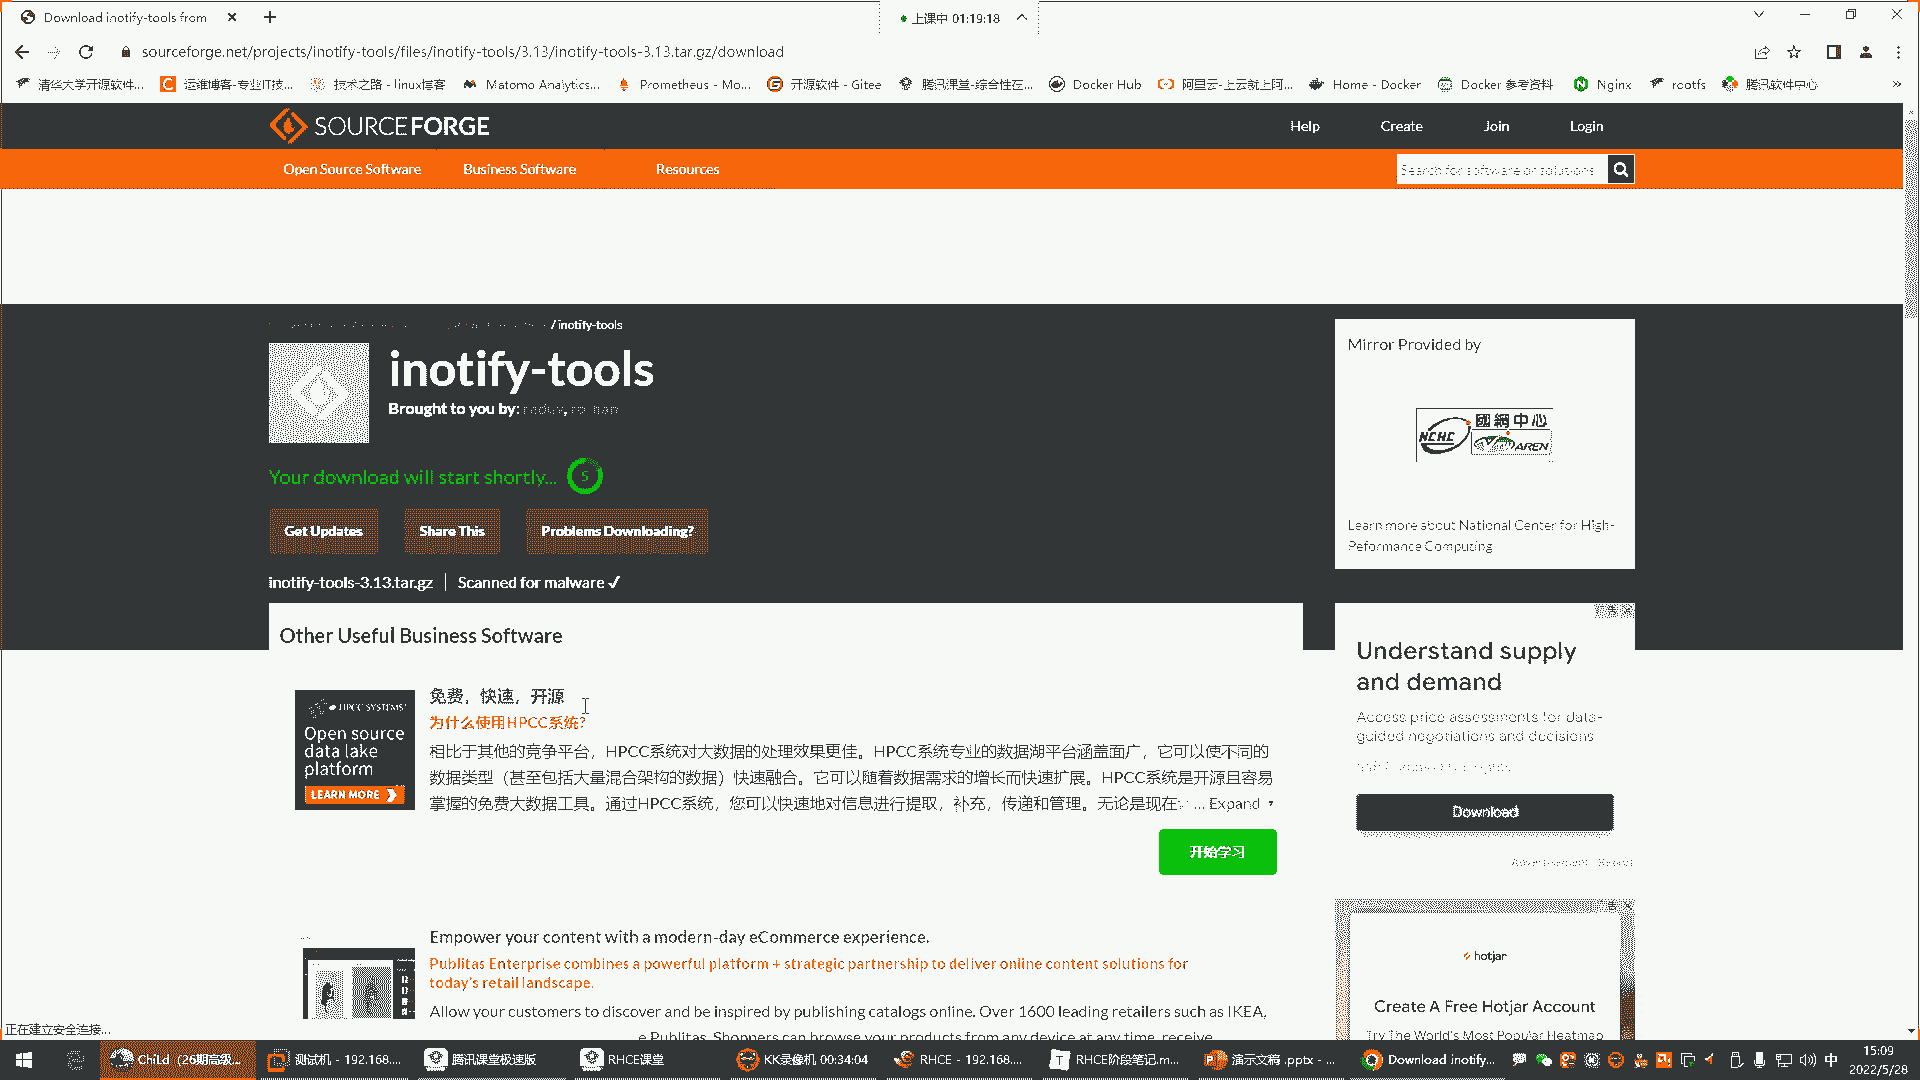 Download inotify-tools from
上课中 01:19:18
sourceforge.net/projects/inotify-tools/files/inotify-tools/3.13/inotify-tools-3.13.tar.gz/download
清华大学开源软件...
运维博客-专业IT技...
技术之路 - linux博客
Matomo Analytics...
Prometheus - Mo...
开源软件 - Gitee
腾讯课堂-综合性在...
Docker Hub
阿里云-上云就上阿...
Home - Docker
Docker 参考资料
Nginx
rootfs
腾讯软件中心
SOURCEFORGE
Help
Create
Join
Login
Open Source Software
Business Software
Resources
Search for software or solutions
/ inotify-tools
inotify-tools
Brought to you by:
Your download will start shortly... 5
Get Updates
Share This
Problems Downloading?
inotify-tools-3.13.tar.gz
Scanned for malware ✓
Mirror Provided by
NCHC
國網中心
Learn more about National Center for High-
Peformance Computing
Other Useful Business Software
HPCC SYSTEMS
Open source
data lake
platform
LEARN MORE
免费，快速，开源
为什么使用HPCC系统?
相比于其他的竞争平台，HPCC系统对大数据的处理效果更佳。HPCC系统专业的数据湖平台涵盖面广，它可以使不同的
数据类型（甚至包括大量混合架构的数据）快速融合。它可以随着数据需求的增长而快速扩展。HPCC系统是开源且容易
掌握的免费大数据工具。通过HPCC系统，您可以快速地对信息进行提取，补充，传递和管理。无论是现在 ... Expand
开始学习
Understand supply
and demand
Access price assessments for data-
guided negotiations and decisions
Download
Empower your content with a modern-day eCommerce experience.
Publitas Enterprise combines a powerful platform + strategic partnership to deliver online content solutions for
today's retail landscape.
Allow your customers to discover and be inspired by publishing catalogs online. Over 1600 leading retailers such as IKEA,
e Publitas. Shoppers can browse your products from any device at any time, receive
hotjar
Create A Free Hotjar Account
Try The World's Most Popular Heatmap
正在建立安全连接...
Child（26期高级...
测试机 - 192.168....
腾讯课堂极速版
RHCE课堂
KK录像机 00:34:04
RHCE - 192.168....
RHCE阶段笔记.m...
演示文稿 .pptx - ...
Download inotify...
中
15:09
2022/5/28